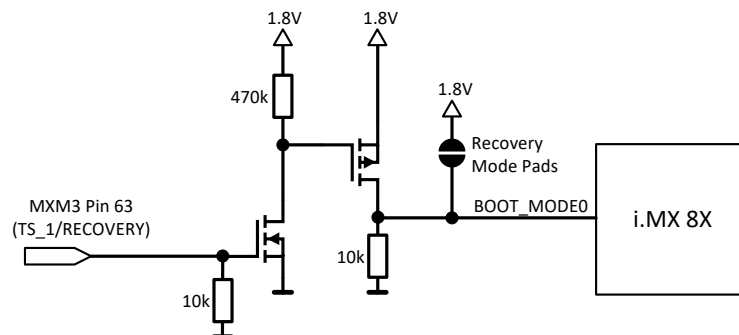 1.8V
1.8V
470k
1.8V
Recovery
Mode Pads
MXM3 Pin 63
(TS_1/RECOVERY)
BOOT_MODE0
i.MX 8X
10k
10k